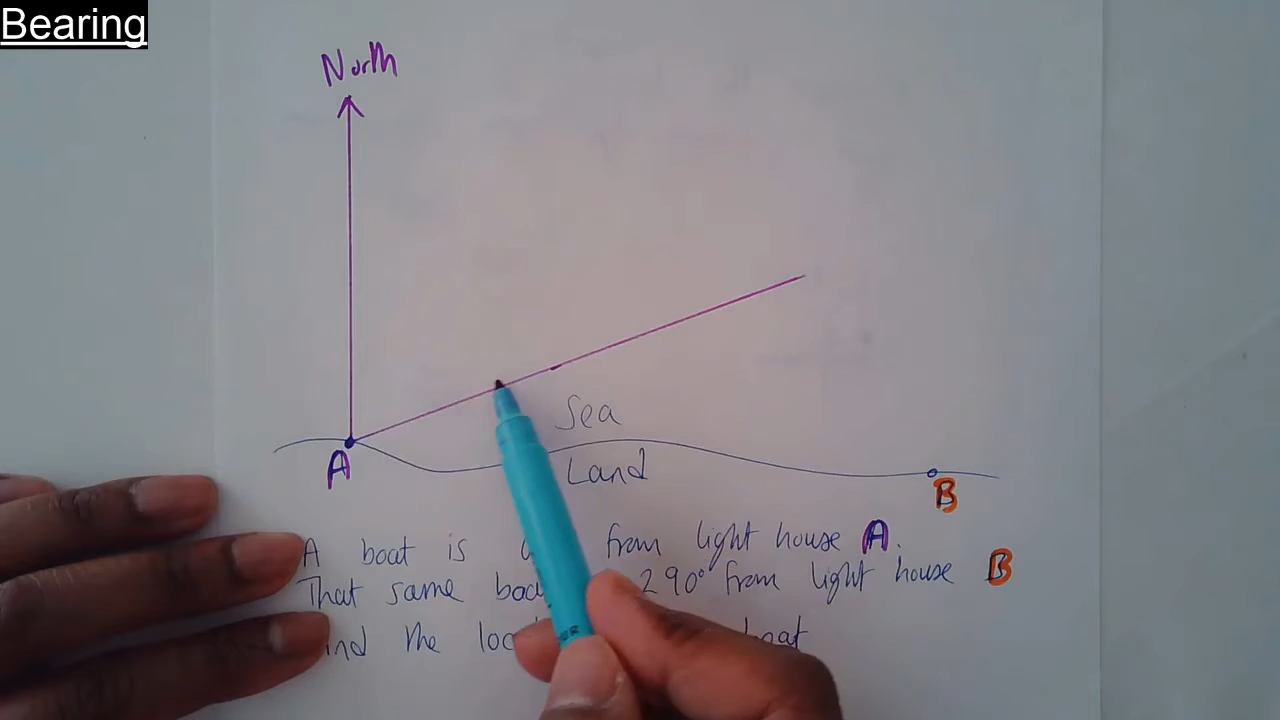 Bearing
North
Sea
Land
A
B
A boat is from light house A.
That same 290° from light house B
the boat